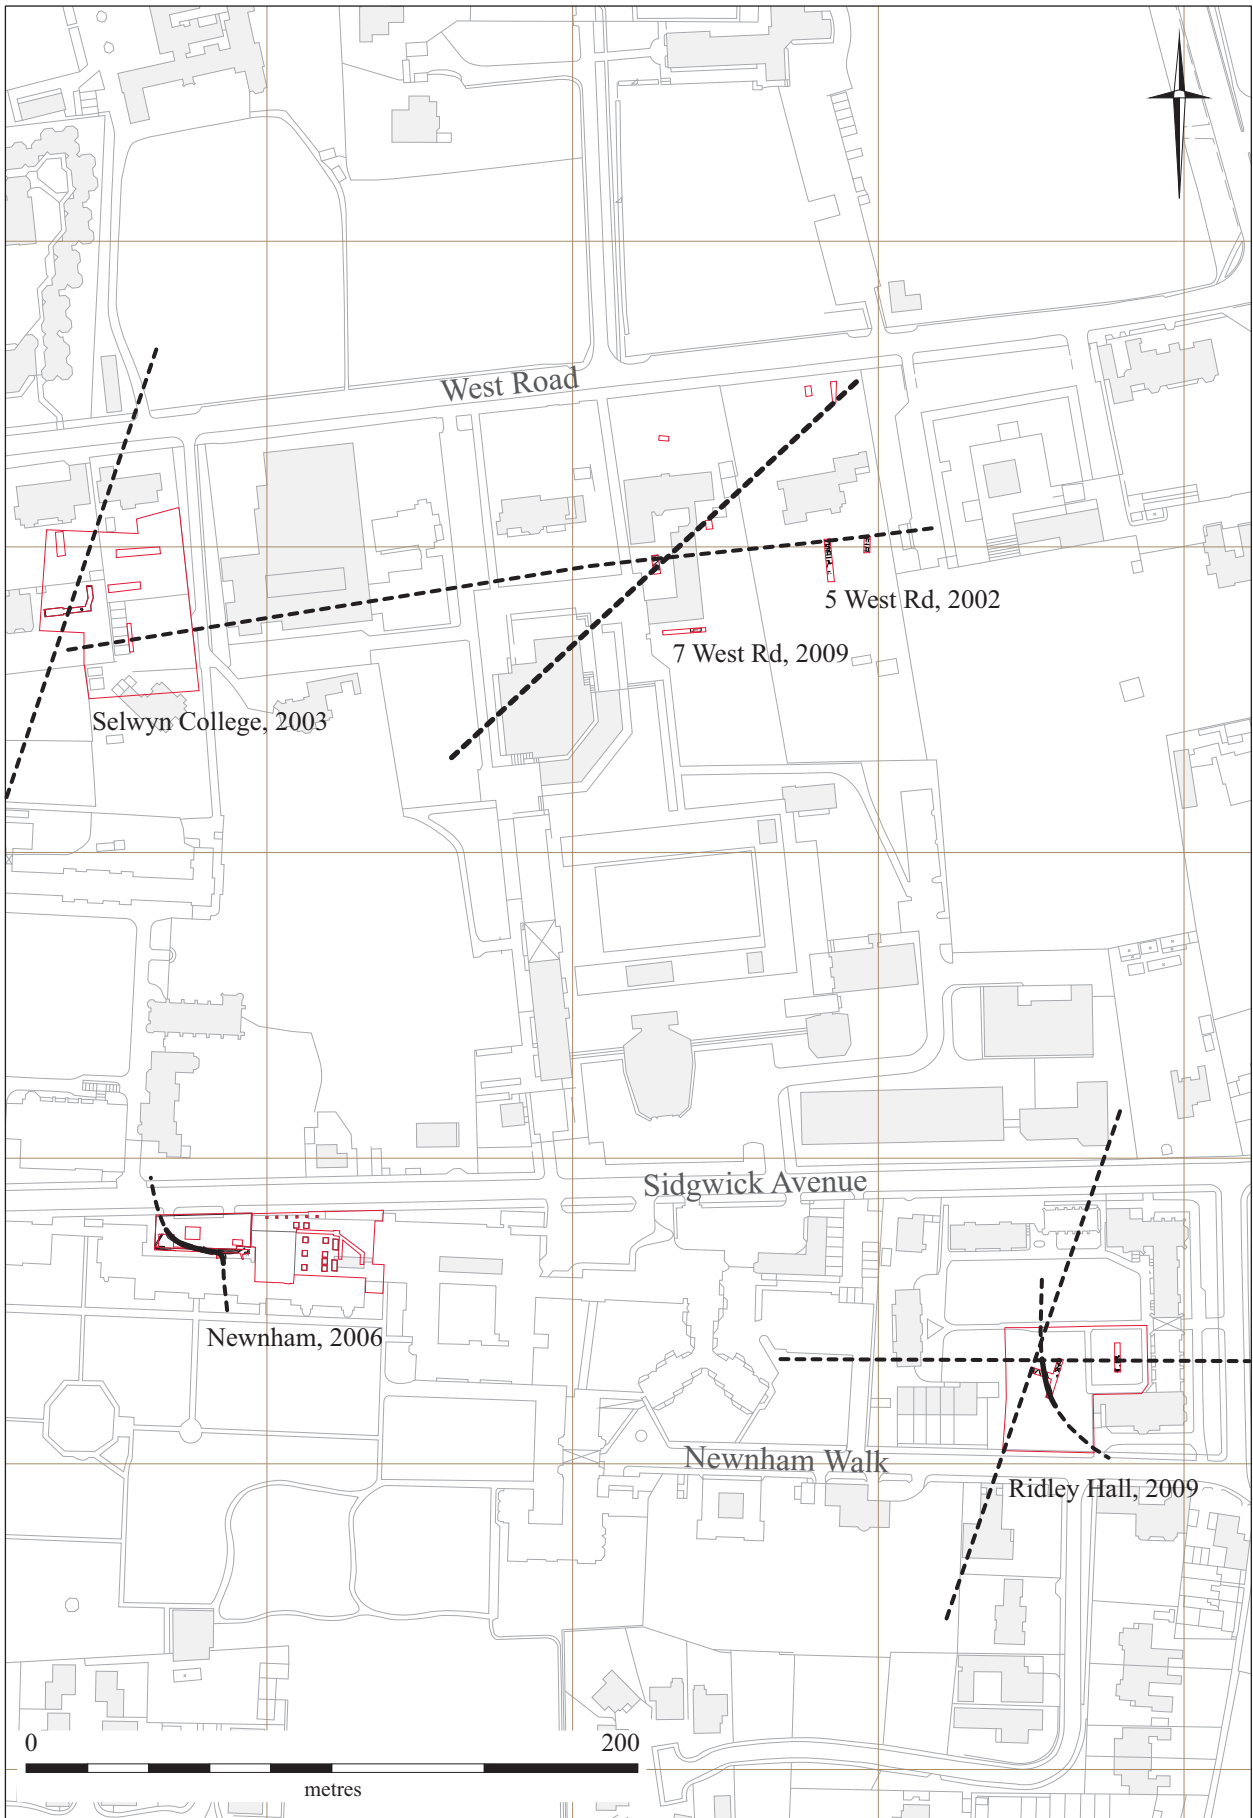 West Road
5 West Rd, 2002
7 West Rd, 2009
Selwyn College, 2003
Sidgwick Avenue
Newnham, 2006
Newnham Walk
Ridley Hall, 2009
0
200
metres